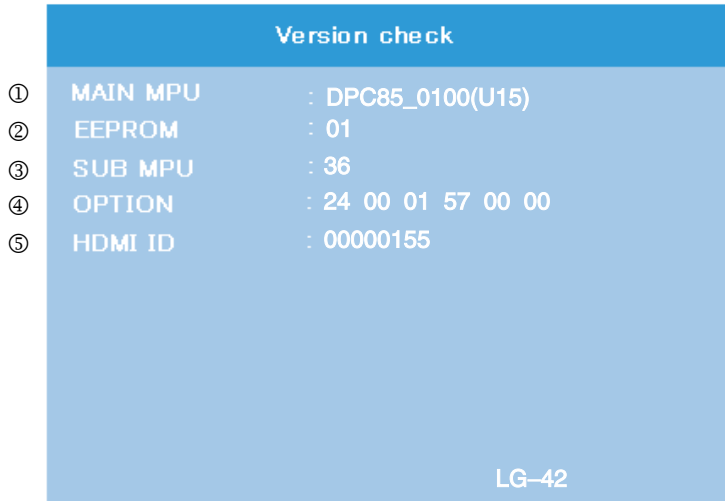 Version check
① MAIN MPU : DPC85_0100(U15)
② EEPROM : 01
③ SUB MPU : 36
④ OPTION : 24 00 01 57 00 00
⑤ HDMI ID : 00000155
LG–42